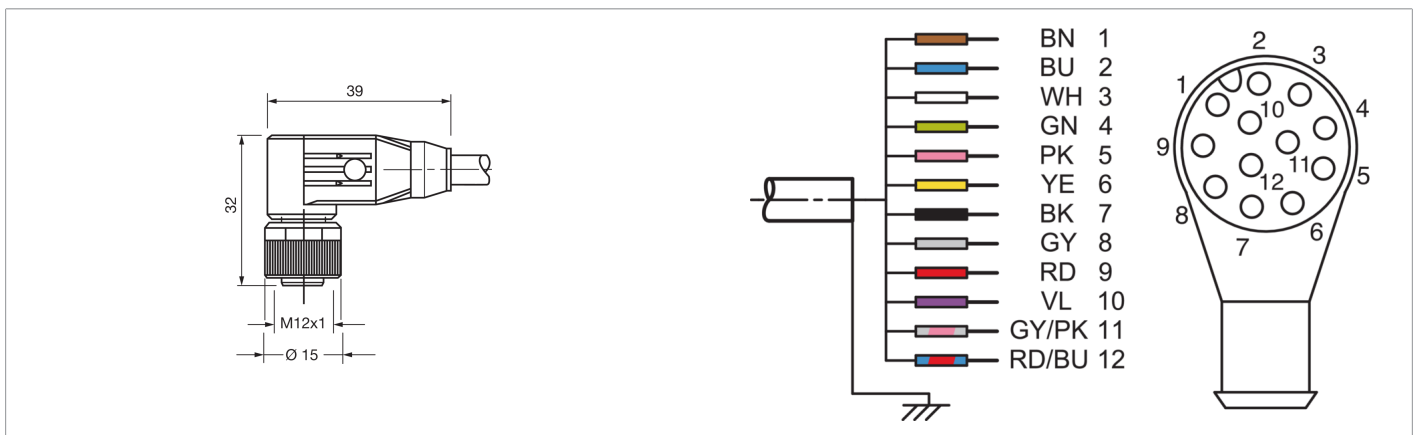 39
32
M12x1
Ø 15
BN 1
BU 2
WH 3
GN 4
PK 5
YE 6
BK 7
GY 8
RD 9
VL 10
GY/PK 11
RD/BU 12
1
2
3
4
5
6
7
8
9
10
11
12